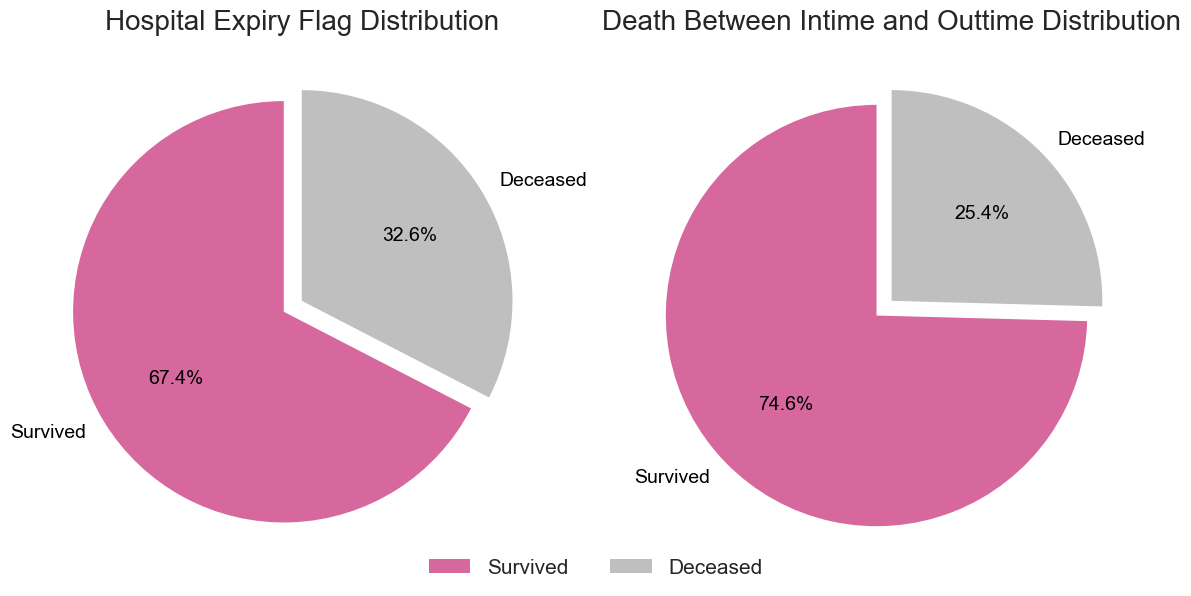 Hospital Expiry Flag Distribution
Death Between Intime and Outtime Distribution
Deceased
32.6%
67.4%
Survived
Deceased
25.4%
74.6%
Survived
Survived
Deceased